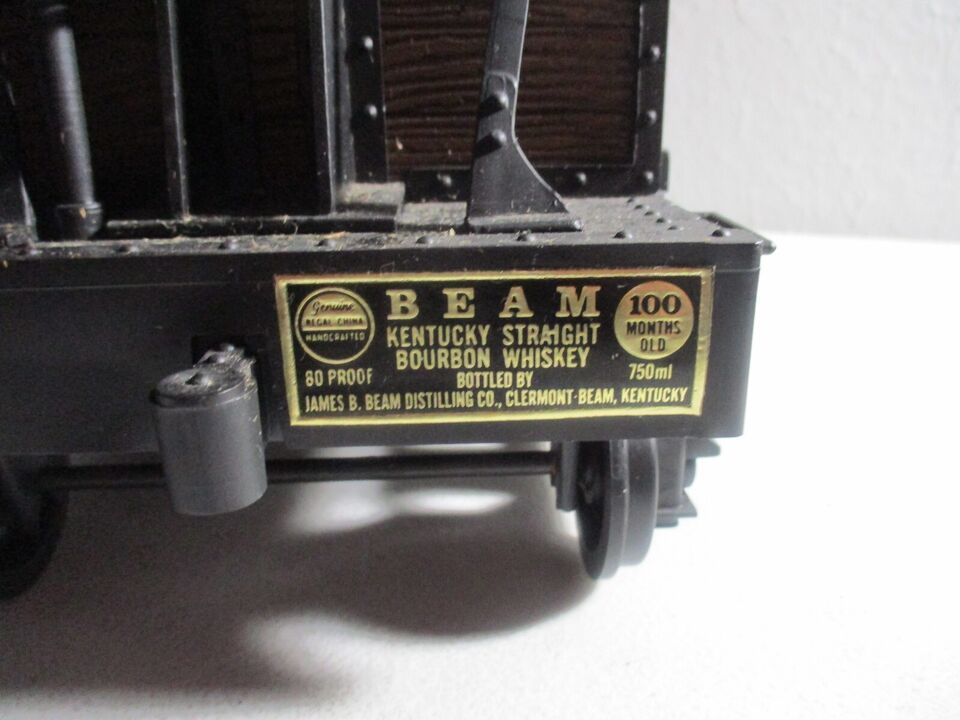 Genuine
REGAL CHINA
HANDCRAFTED
BEAM
KENTUCKY STRAIGHT
BOURBON WHISKEY
100
MONTHS
OLD
80 PROOF
BOTTLED BY
750ml
JAMES B. BEAM DISTILLING CO., CLERMONT-BEAM, KENTUCKY